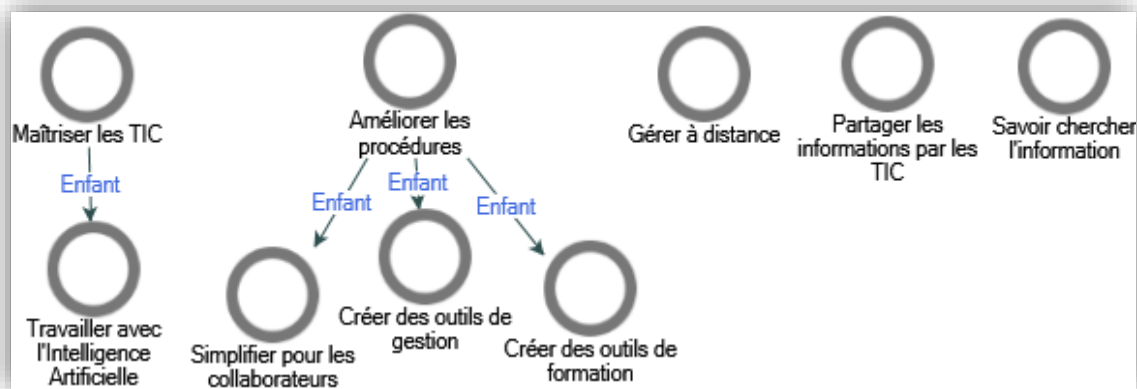 Maîtriser les TIC
Améliorer les
procédures
Gérer à distance
Partager les
informations par les
TIC
Savoir chercher
l'information
Enfant
Enfant
Enfant
Enfant
Travailler avec
l'Intelligence
Artificielle
Simplifier pour les
collaborateurs
Créer des outils de
gestion
Créer des outils de
formation